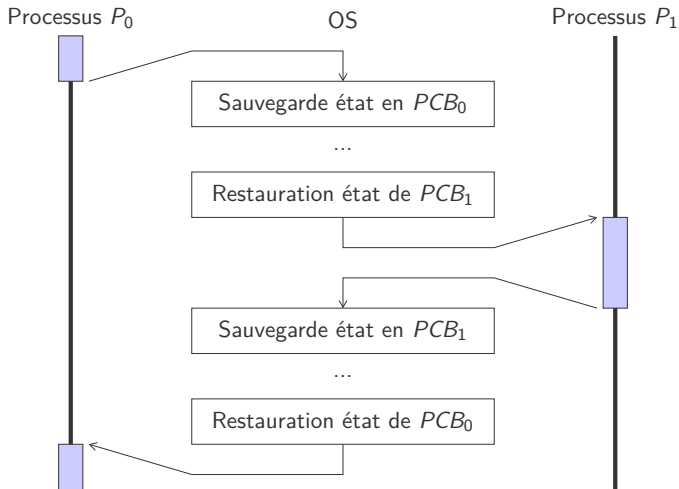 Processus P₀
OS
Processus P₁
Sauvegarde état en PCB₀
...
Restauration état de PCB₁
Sauvegarde état en PCB₁
...
Restauration état de PCB₀